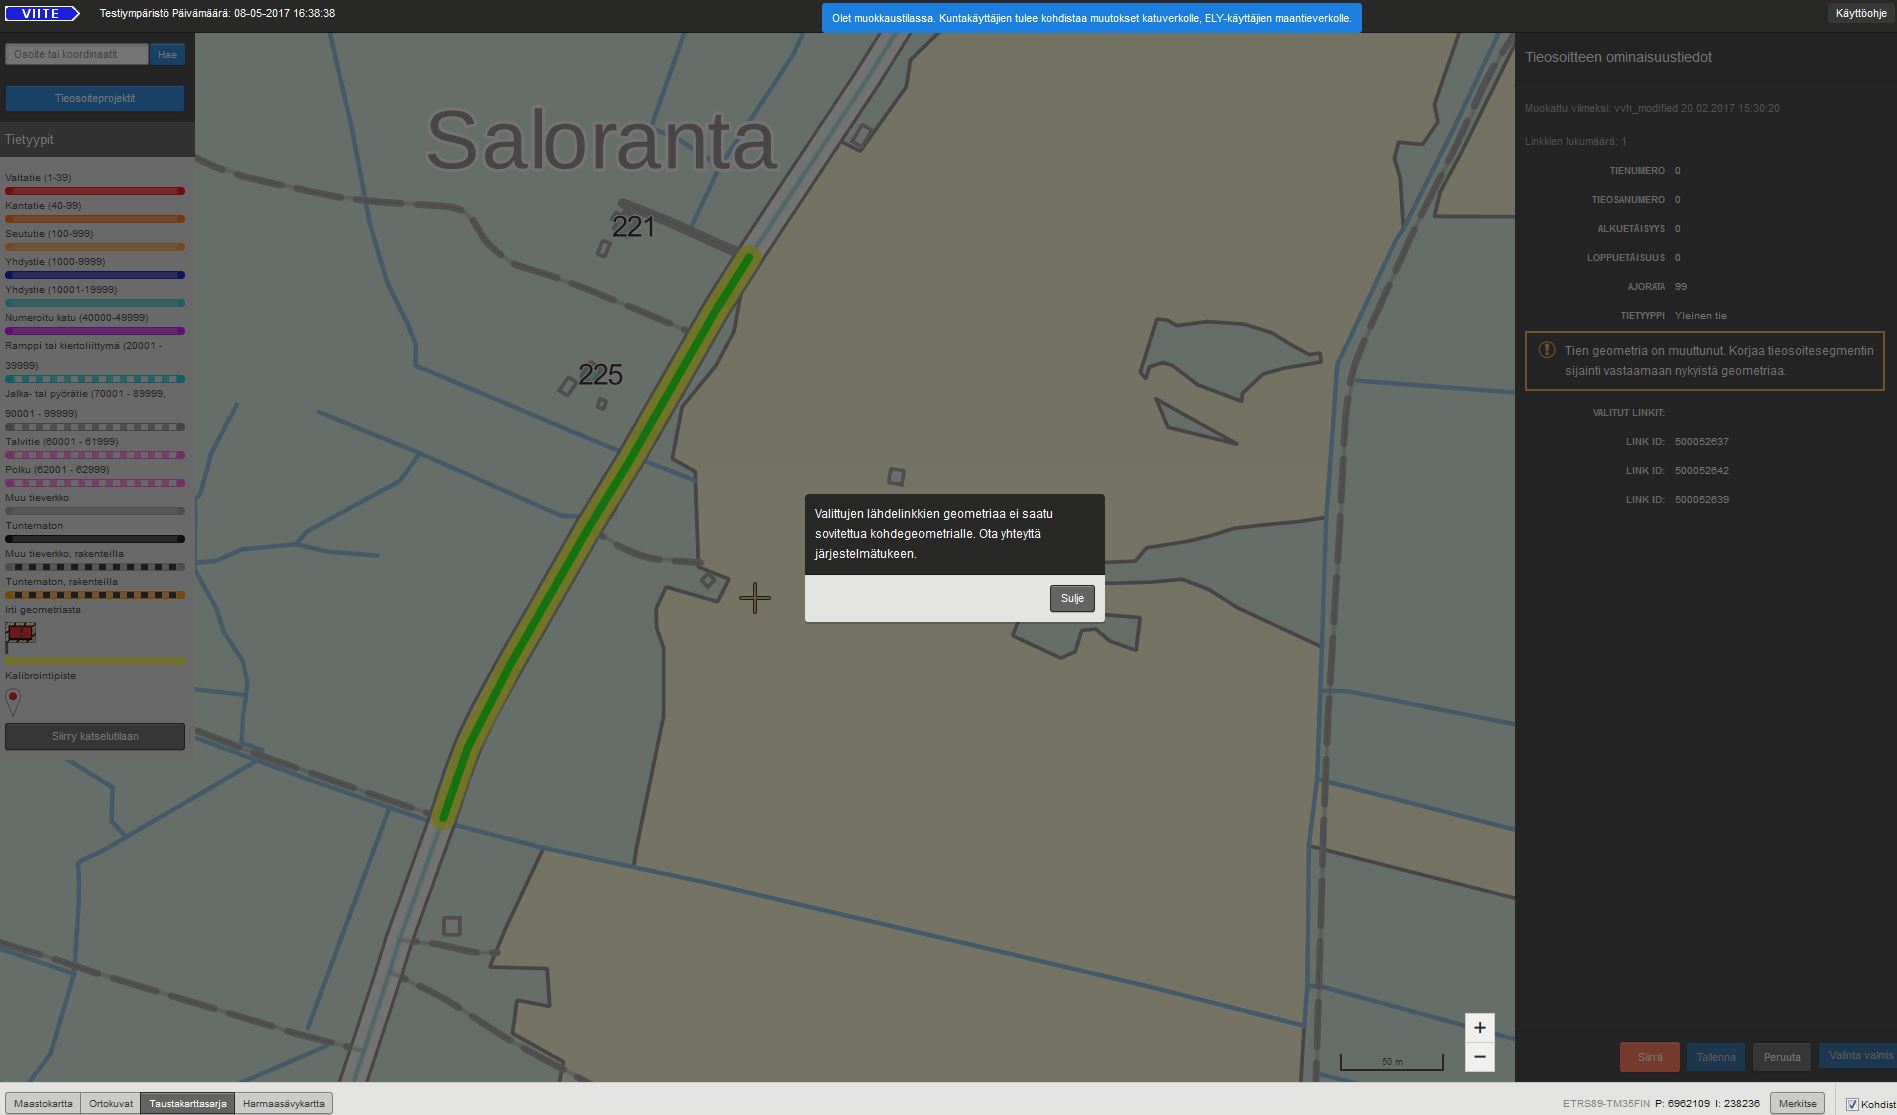 VIITE
Testiympäristö Päivämäärä: 08-05-2017 16:38:38
Olet muokkaustilassa. Kuntakäyttäjien tulee kohdistaa muutokset katuverkolle, ELY-käyttäjien maantieverkolle.
Käyttöohje
Osoite tai koordinaatit
Hae
Tieosoiteprojektit
Tietyypit
Valtatie (1-39)
Kantatie (40-99)
Seututie (100-999)
Yhdystie (1000-9999)
Yhdystie (10001-19999)
Numeroitu katu (40000-49999)
Ramppi tai kiertoliittymä (20001 -
39999)
Jalka- tai pyörätie (70001 - 89999,
90001 - 99999)
Talvitie (60001 - 61999)
Polku (62001 - 62999)
Muu tieverkko
Tuntematon
Muu tieverkko, rakenteilla
Tuntematon, rakenteilla
Irti geometriasta
Kalibrointipiste
Siirry katselutilaan
Saloranta
221
225
Valittujen lähdelinkkien geometriaa ei saatu
sovitettua kohdegeometrialle. Ota yhteyttä
järjestelmätukeen.
Sulje
Tieosoitteen ominaisuustiedot
Muokattu viimeksi: vvh_modified 20.02.2017 15:30:20
Linkkien lukumäärä: 1
TIENUMERO 0
TIEOSANUMERO 0
ALKUETÄISYYS 0
LOPPUETÄISUUS 0
AJORATA 99
TIETYYPPI Yleinen tie
Tien geometria on muuttunut. Korjaa tieosoitesegmentin
sijainti vastaamaan nykyistä geometriaa.
VALITUT LINKIT:
LINK ID: 500052637
LINK ID: 500052642
LINK ID: 500052639
+
−
50 m
Siirrä
Tallenna
Peruuta
Valinta valmis
Maastokartta
Ortokuvat
Taustakarttasarja
Harmaasävykartta
ETRS89-TM35FIN P: 6962109 I: 238236
Merkitse
Kohdist